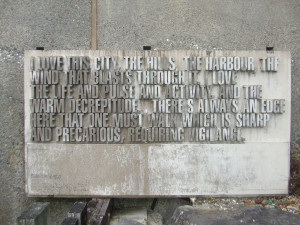 I LOVE THIS CITY, THE HILLS, THE HARBOUR THE
WIND THAT BLASTS THROUGH IT. I LOVE
THE LIFE AND PULSE AND ACTIVITY, AND THE
WARM DECREPITUDE. THERE'S ALWAYS AN EDGE
HERE THAT ONE MUST WALK WHICH IS SHARP
AND PRECARIOUS, REQUIRING VIGILANCE.